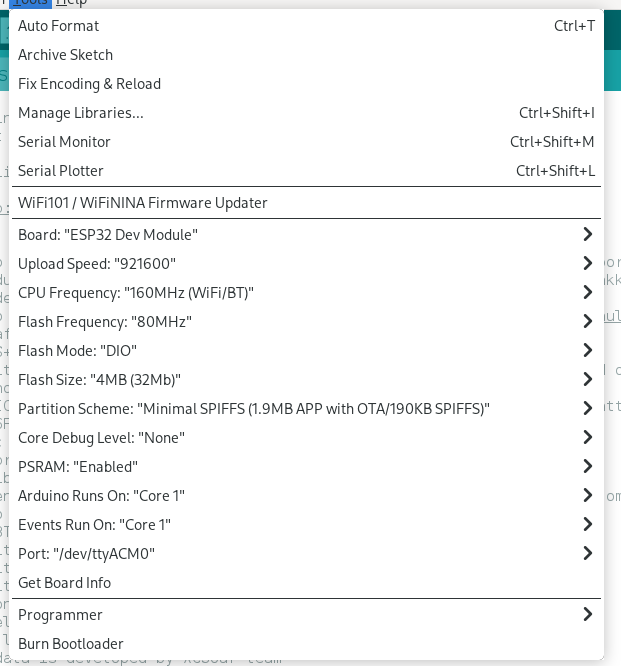 Tools Help
Auto Format Ctrl+T
Archive Sketch
Fix Encoding & Reload
Manage Libraries... Ctrl+Shift+I
Serial Monitor Ctrl+Shift+M
Serial Plotter Ctrl+Shift+L
WiFi101 / WiFiNINA Firmware Updater
Board: "ESP32 Dev Module"
Upload Speed: "921600"
CPU Frequency: "160MHz (WiFi/BT)"
Flash Frequency: "80MHz"
Flash Mode: "DIO"
Flash Size: "4MB (32Mb)"
Partition Scheme: "Minimal SPIFFS (1.9MB APP with OTA/190KB SPIFFS)"
Core Debug Level: "None"
PSRAM: "Enabled"
Arduino Runs On: "Core 1"
Events Run On: "Core 1"
Port: "/dev/ttyACM0"
Get Board Info
Programmer
Burn Bootloader